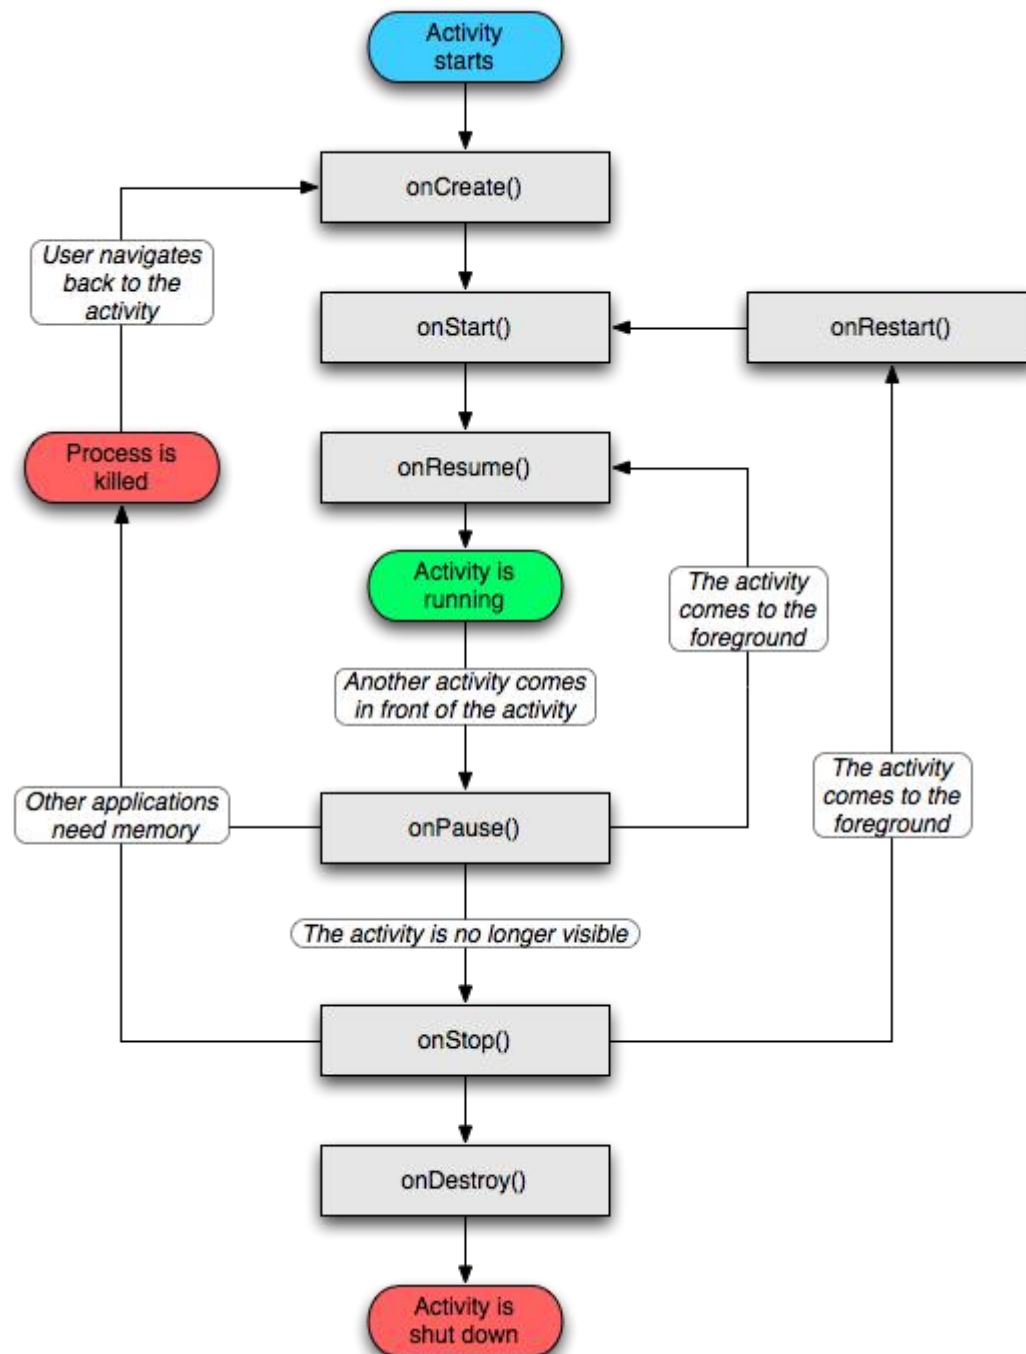 Activity
starts
onCreate()
User navigates
back to the
activity
onStart()
onRestart()
Process is
killed
onResume()
Activity is
running
The activity
comes to the
foreground
Another activity comes
in front of the activity
The activity
comes to the
foreground
Other applications
need memory
onPause()
The activity is no longer visible
onStop()
onDestroy()
Activity is
shut down